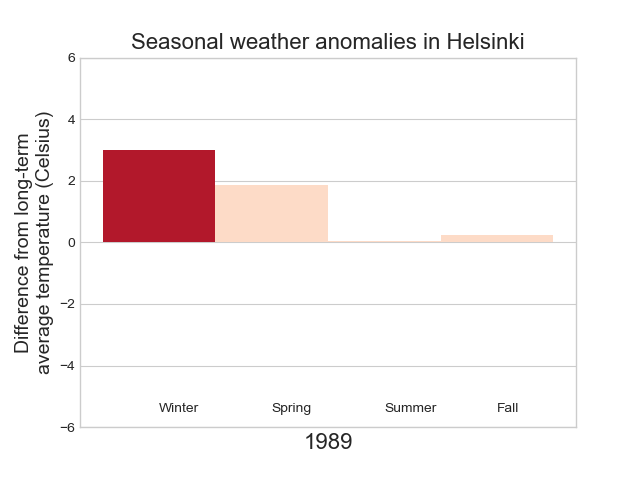 Seasonal weather anomalies in Helsinki
Difference from long-term
average temperature (Celsius)
6
4
2
0
−2
−4
−6
Winter Spring Summer Fall
1989